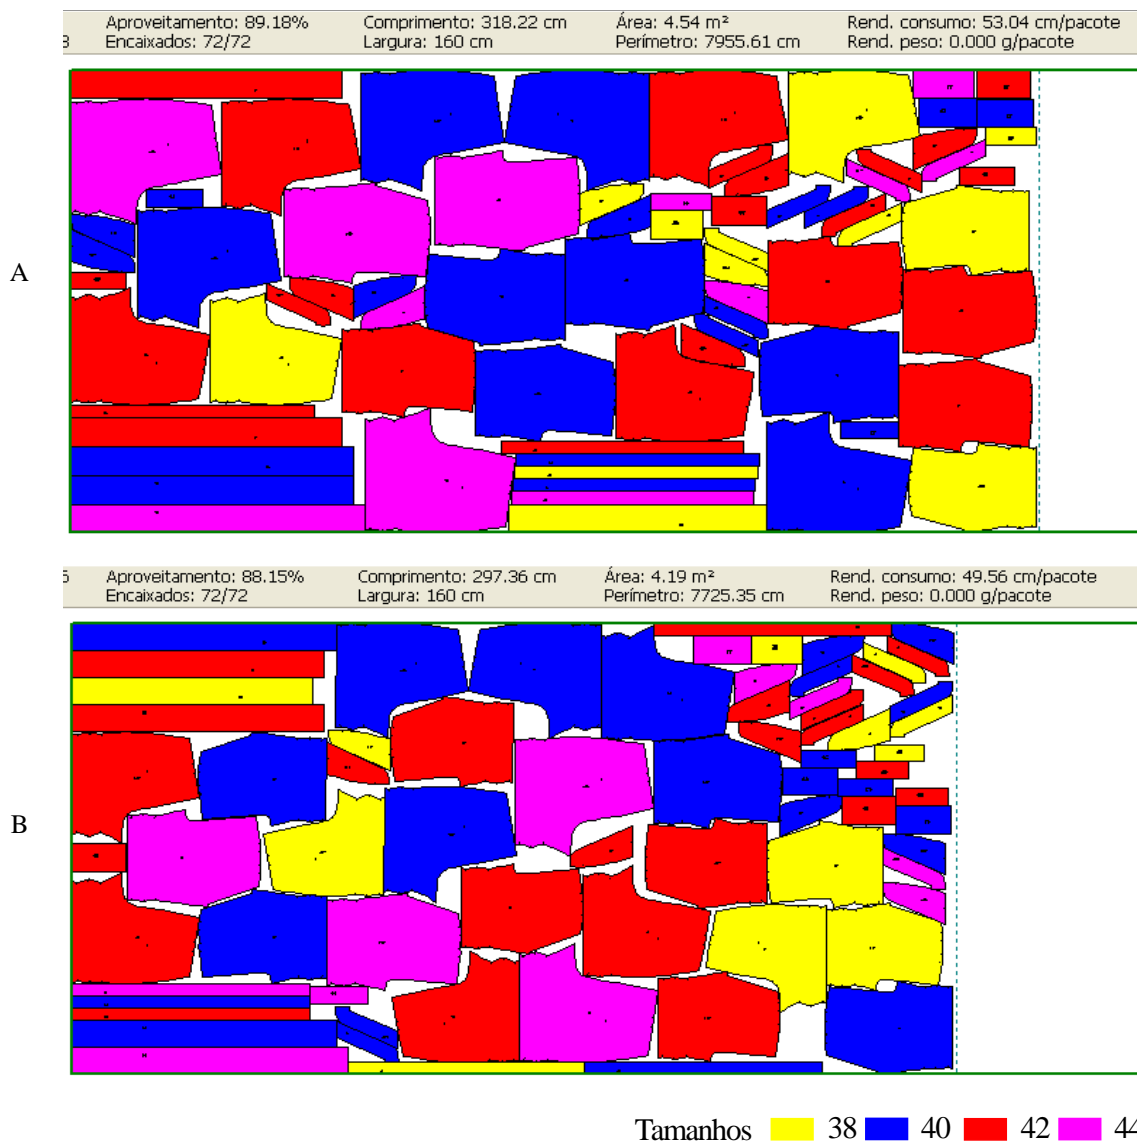 Aproveitamento: 89.18% Comprimento: 318.22 cm Área: 4.54 m² Rend. consumo: 53.04 cm/pacote
Encaixados: 72/72 Largura: 160 cm Perímetro: 7955.61 cm Rend. peso: 0.000 g/pacote
A
Aproveitamento: 88.15% Comprimento: 297.36 cm Área: 4.19 m² Rend. consumo: 49.56 cm/pacote
Encaixados: 72/72 Largura: 160 cm Perímetro: 7725.35 cm Rend. peso: 0.000 g/pacote
B
Tamanhos 38 40 42 44